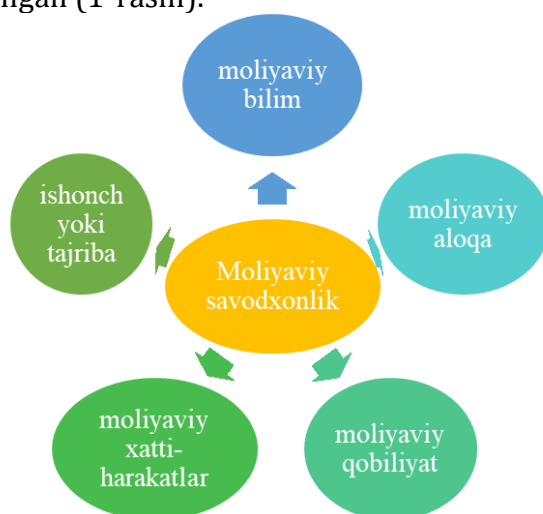 ngan (1-rasm).
moliyaviy
bilim
ishonch
yoki
tajriba
moliyaviy
aloqa
Moliyaviy
savodxonlik
moliyaviy
xatti-
harakatlar
moliyaviy
qobiliyat